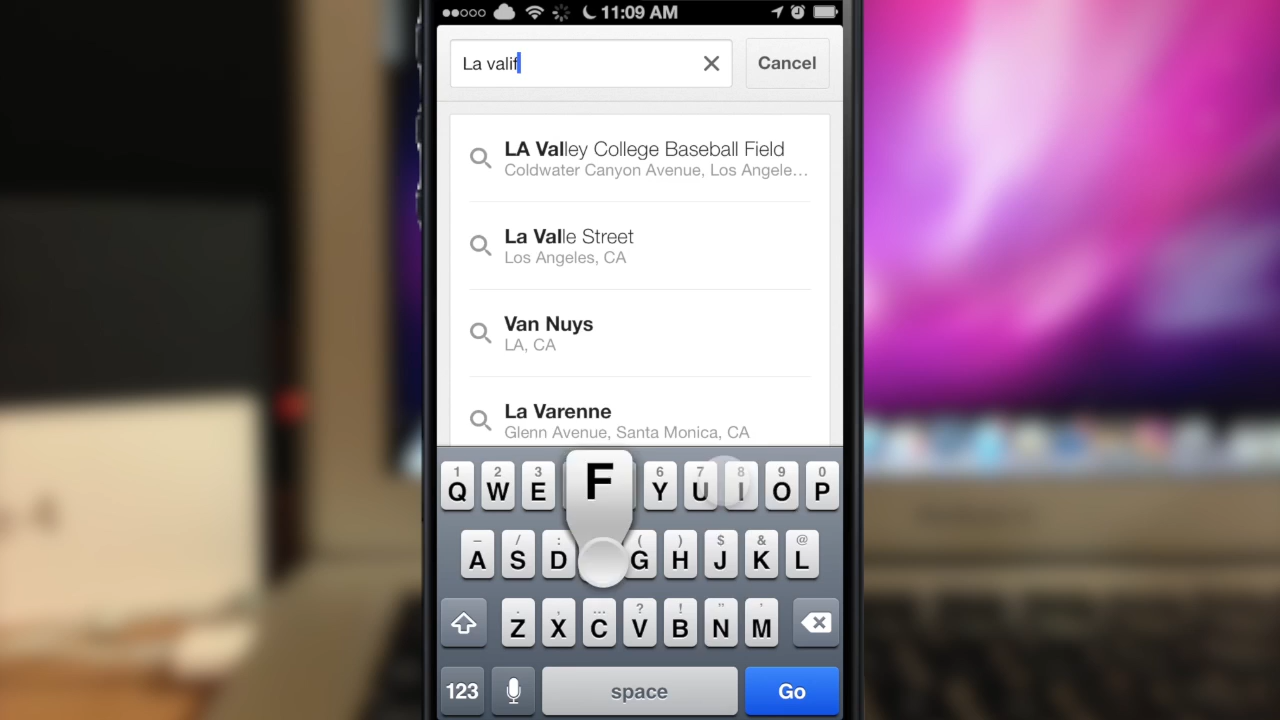 11:09 AM
La valif
Cancel
LA Valley College Baseball Field
Coldwater Canyon Avenue, Los Angele...
La Valle Street
Los Angeles, CA
Van Nuys
LA, CA
La Varenne
Glenn Avenue, Santa Monica, CA
1 2 3 6 7 8 9 0
Q W E F Y U I O P
– / : ( ) $ & @
A S D G H J K L
. , ... ? ! " '
Z X C V B N M
123 space Go